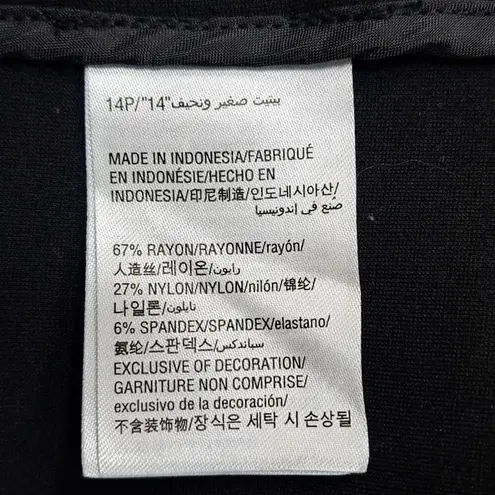 14P/"14"بيتيت صغير ونحيف
MADE IN INDONESIA/FABRIQUÉ
EN INDONÉSIE/HECHO EN
INDONESIA/印尼制造/인도네시아산/
صنع في إندونيسيا
67% RAYON/RAYONNE/rayón/
人造丝/레이온/رايون
27% NYLON/NYLON/nilón/锦纶/
나일론/نايلون
6% SPANDEX/SPANDEX/elastano/
氨纶/스판덱스/سباندكس
EXCLUSIVE OF DECORATION/
GARNITURE NON COMPRISE/
exclusivo de la decoración/
不含装饰物/장식은 세탁 시 손상될